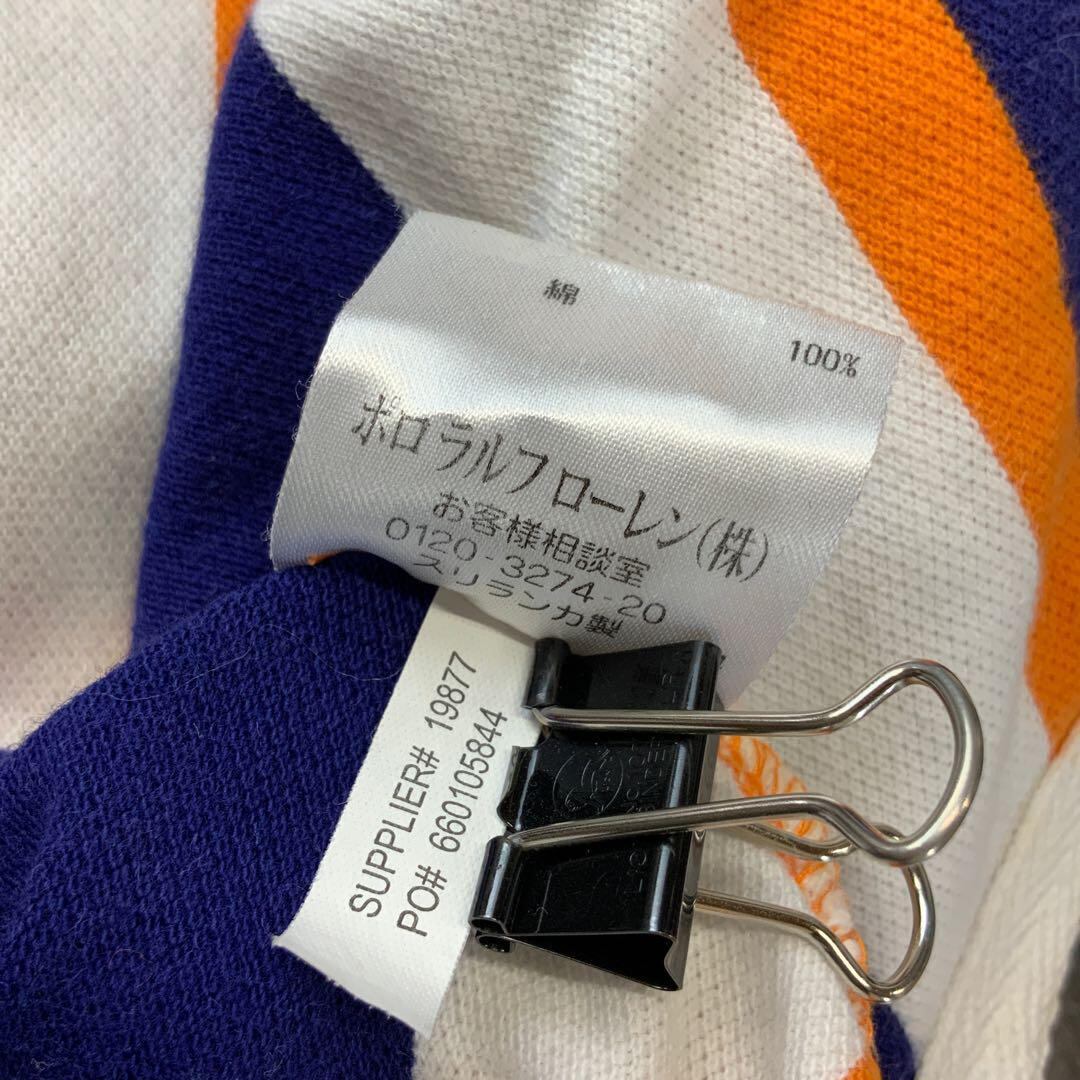 綿
100%
ポロ ラルフ ローレン(株)
お客様相談室
0120-3274-20
スリランカ製
SUPPLIER# 19877
PO# 660105844